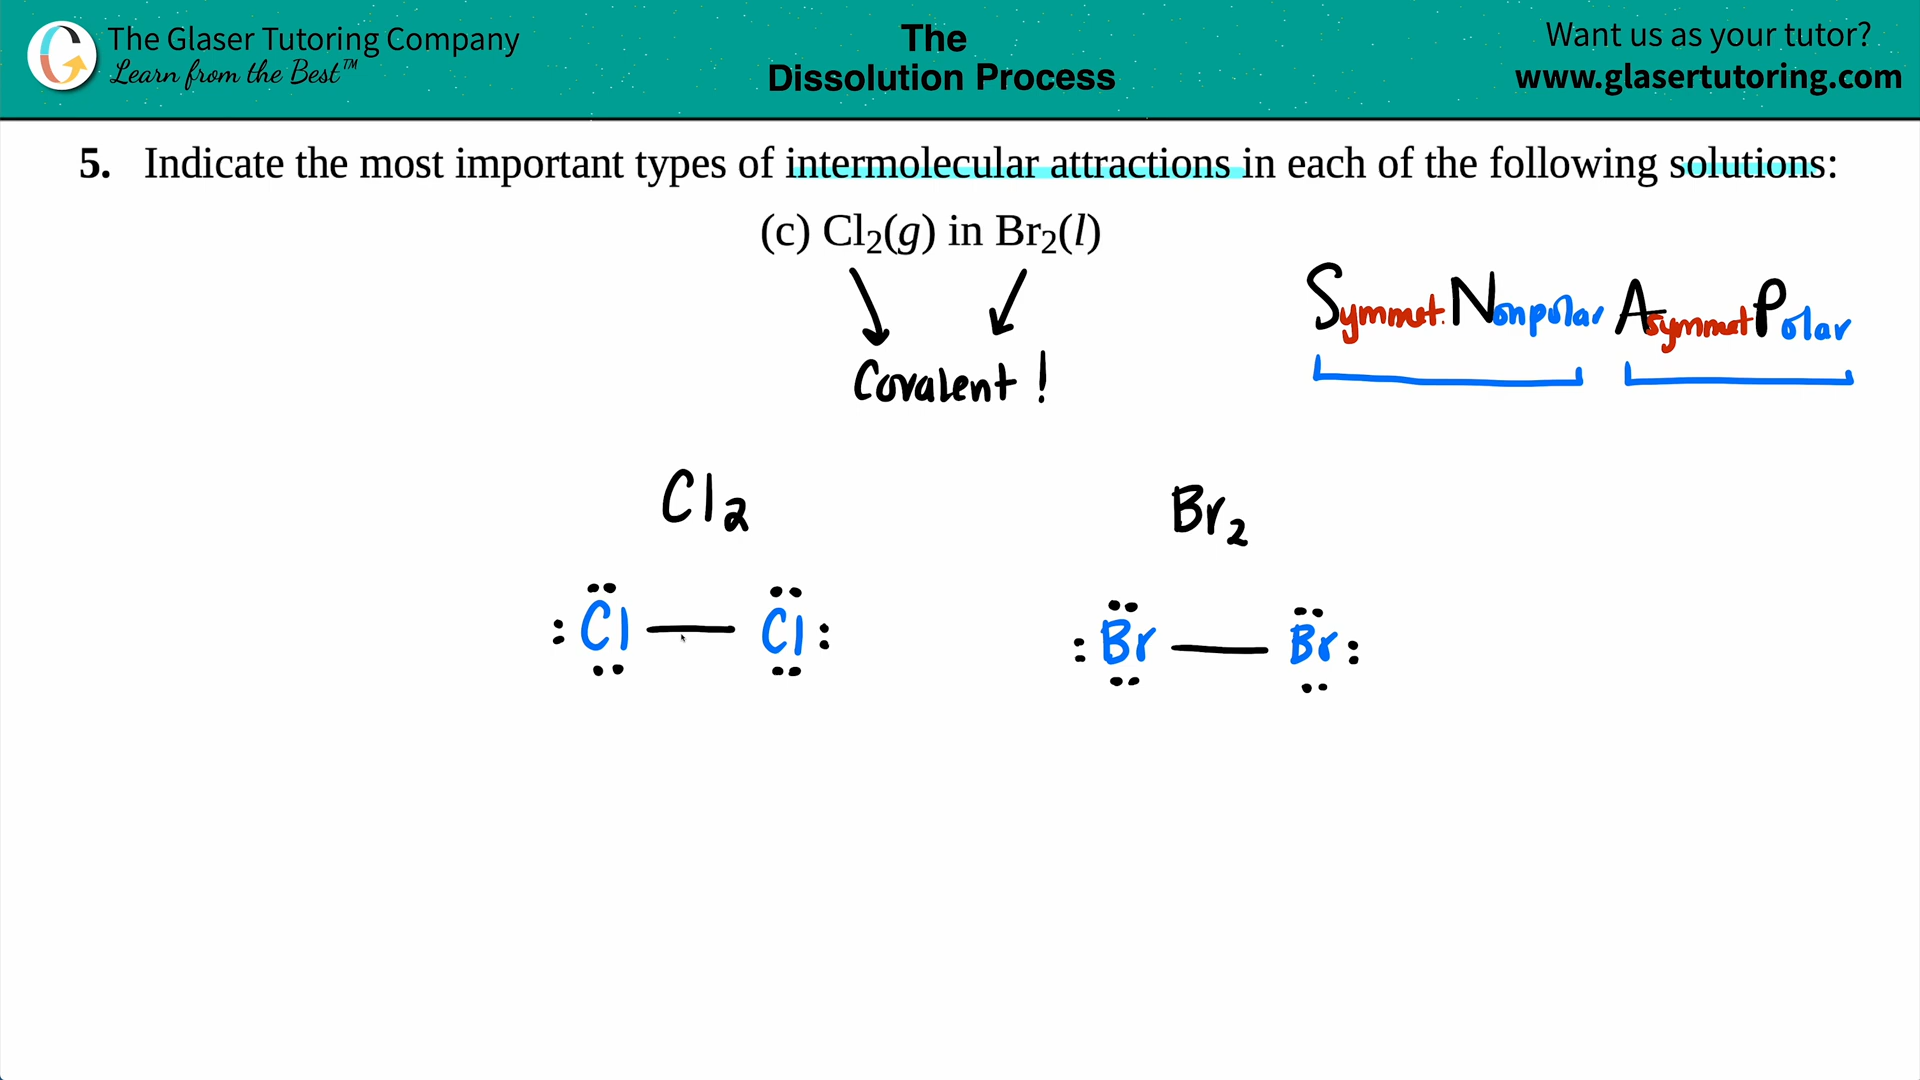 The Glaser Tutoring Company
Learn from the Best™
The
Dissolution Process
Want us as your tutor?
www.glasertutoring.com
5. Indicate the most important types of intermolecular attractions in each of the following solutions:
(c) Cl₂(g) in Br₂(l)
Symmet. Nonpolar Asymmet Polar
Covalent !
Cl₂
Br₂
:Cl — Cl:
:Br — Br: